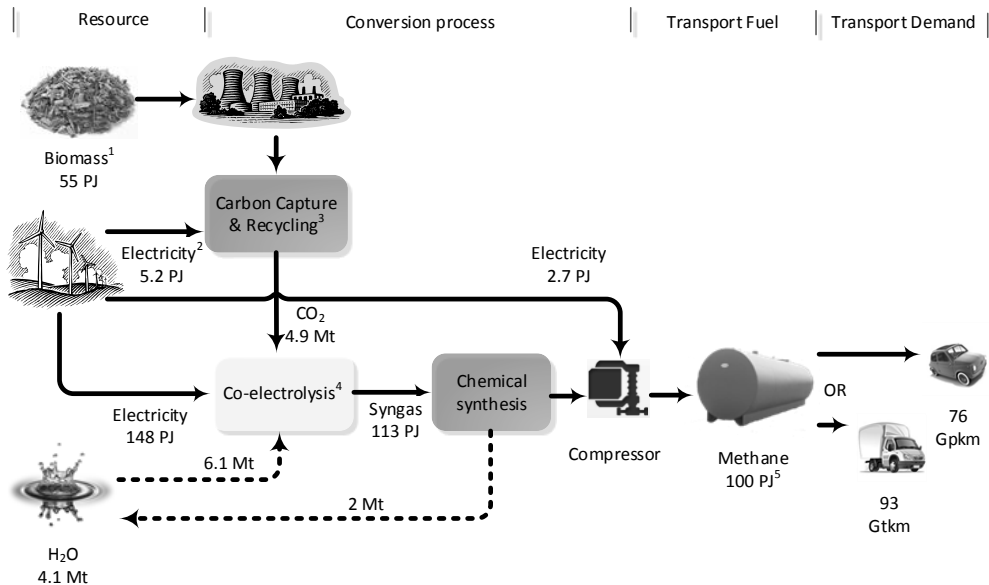 Resource
Conversion process
Transport Fuel
Transport Demand
Biomass¹
55 PJ
Carbon Capture
& Recycling³
Electricity²
5.2 PJ
Electricity
2.7 PJ
CO₂
4.9 Mt
Co-electrolysis⁴
Syngas
113 PJ
Chemical
synthesis
Electricity
148 PJ
Compressor
Methane
100 PJ⁵
OR
76
Gpkm
93
Gtkm
6.1 Mt
2 Mt
H₂O
4.1 Mt